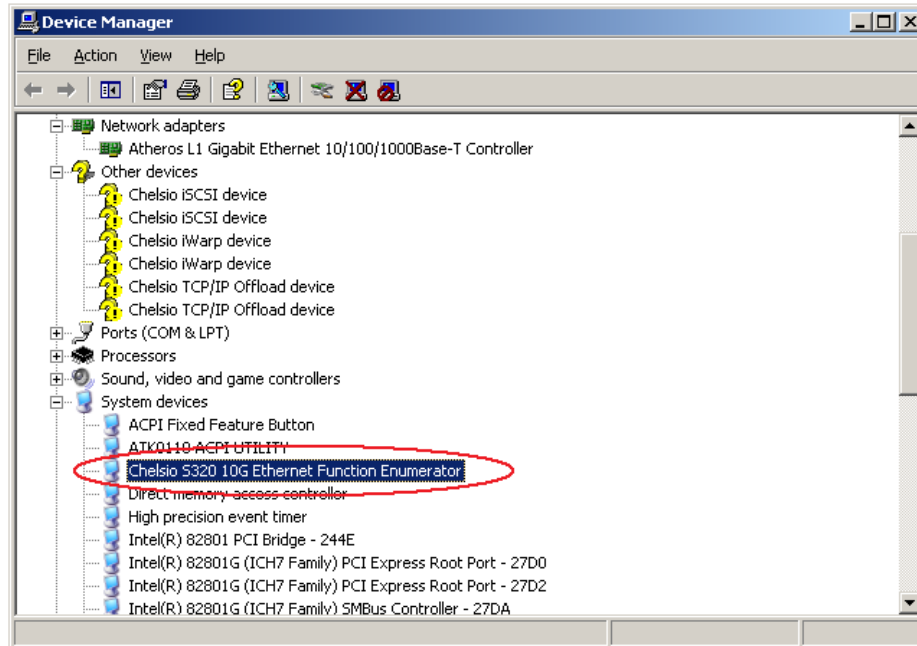 Device Manager
File Action View Help
Network adapters
Atheros L1 Gigabit Ethernet 10/100/1000Base-T Controller
Other devices
Chelsio iSCSI device
Chelsio iSCSI device
Chelsio iWarp device
Chelsio iWarp device
Chelsio TCP/IP Offload device
Chelsio TCP/IP Offload device
Ports (COM & LPT)
Processors
Sound, video and game controllers
System devices
ACPI Fixed Feature Button
ATK0110 ACPI UTILITY
Chelsio S320 10G Ethernet Function Enumerator
Direct memory access controller
High precision event timer
Intel(R) 82801 PCI Bridge - 244E
Intel(R) 82801G (ICH7 Family) PCI Express Root Port - 27D0
Intel(R) 82801G (ICH7 Family) PCI Express Root Port - 27D2
Intel(R) 82801G (ICH7 Family) SMBus Controller - 27DA